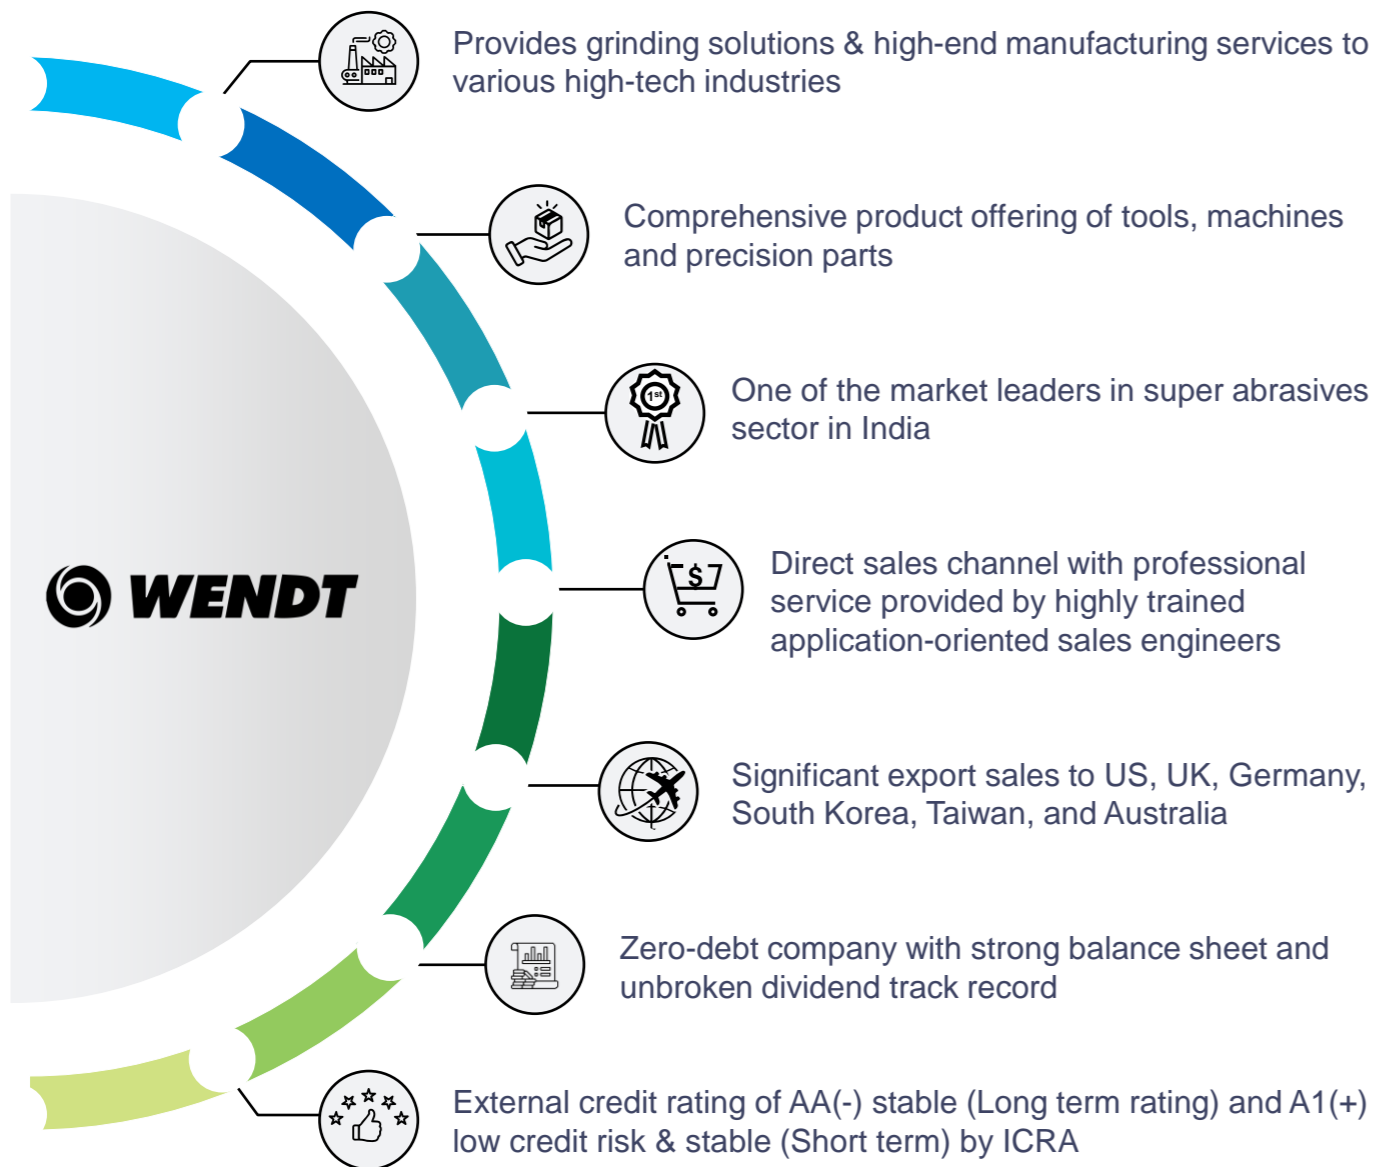 Provides grinding solutions & high-end manufacturing services to
various high-tech industries
Comprehensive product offering of tools, machines
and precision parts
1st
One of the market leaders in super abrasives
sector in India
WENDT
$
Direct sales channel with professional
service provided by highly trained
application-oriented sales engineers
Significant export sales to US, UK, Germany,
South Korea, Taiwan, and Australia
Zero-debt company with strong balance sheet and
unbroken dividend track record
External credit rating of AA(-) stable (Long term rating) and A1(+)
low credit risk & stable (Short term) by ICRA